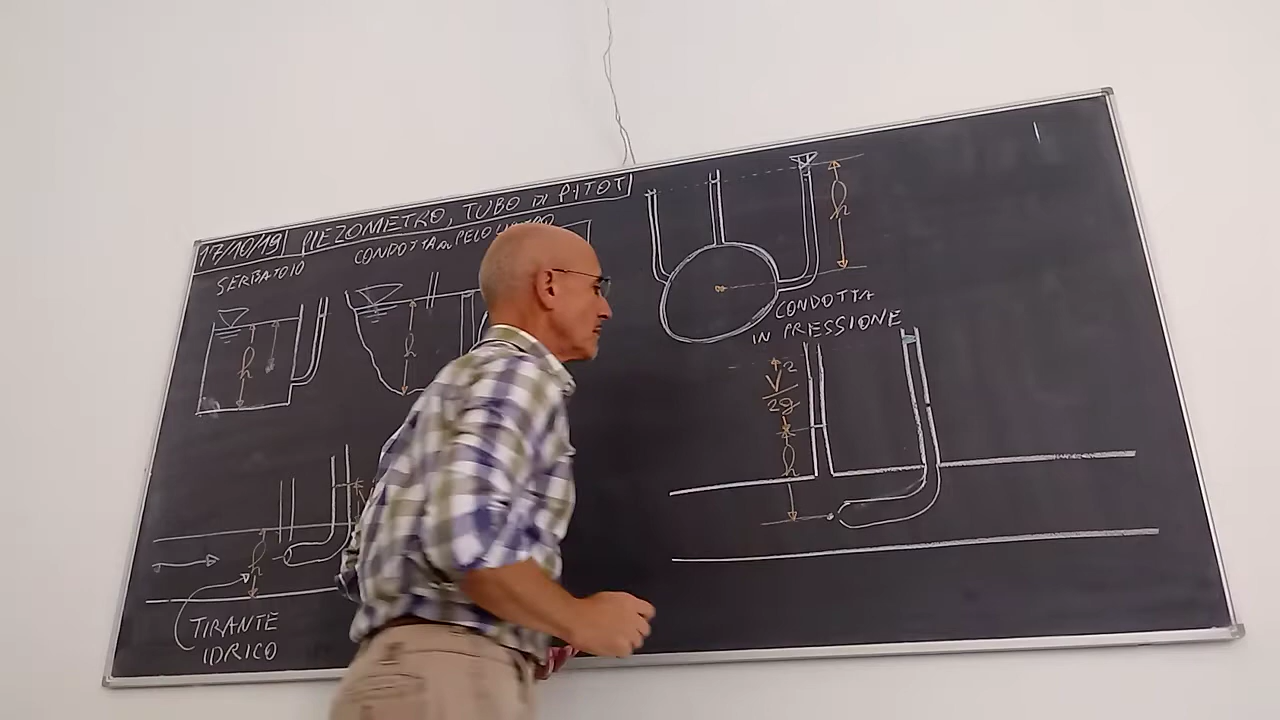 17/10/19 PIEZOMETRO, TUBO DI PITOT
SERBATOIO
CONDOTTA A PELO LIBERO
h
h
h
CONDOTTA
IN PRESSIONE
V²
2g
h
h
TIRANTE
IDRICO